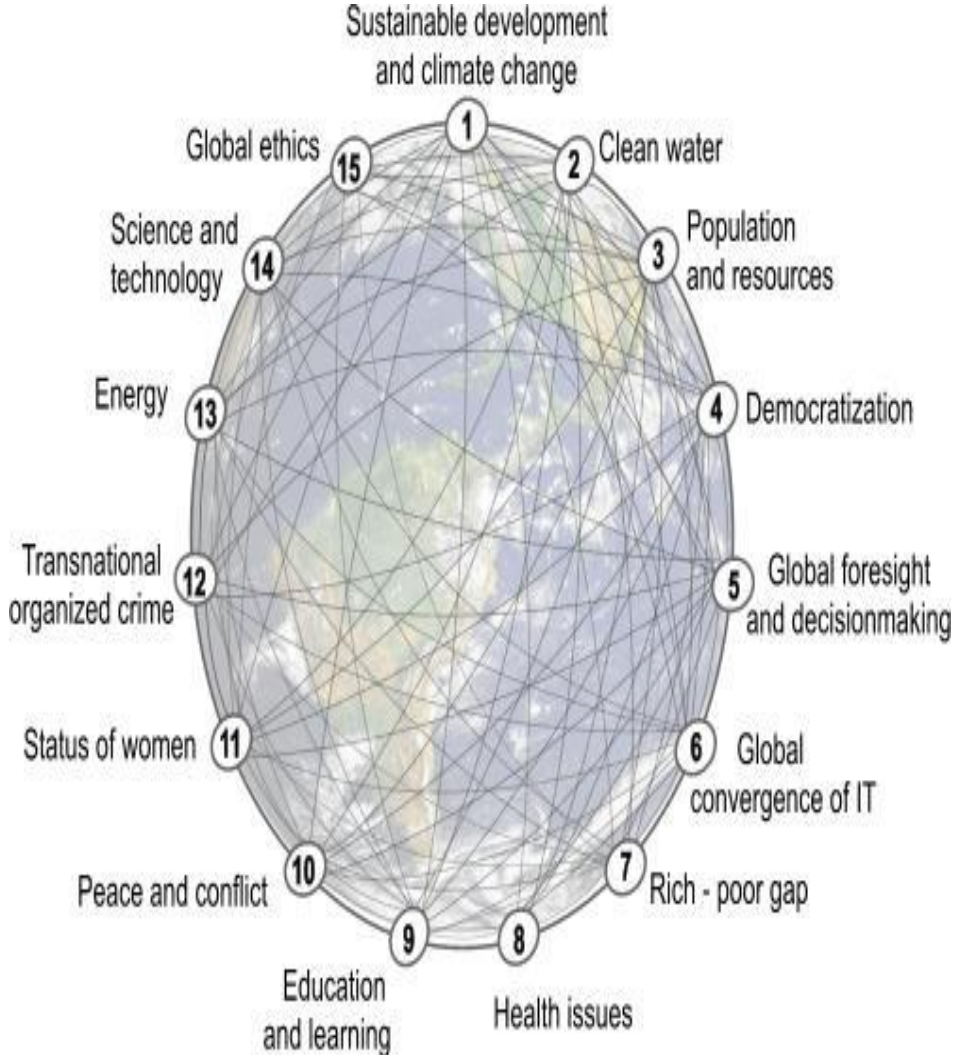 Sustainable development
and climate change
1
2
Clean water
3
Population
and resources
4
Democratization
5
Global foresight
and decisionmaking
6
Global
convergence of IT
7
Rich - poor gap
8
Health issues
9
Education
and learning
10
Peace and conflict
11
Status of women
12
Transnational
organized crime
13
Energy
14
Science and
technology
15
Global ethics